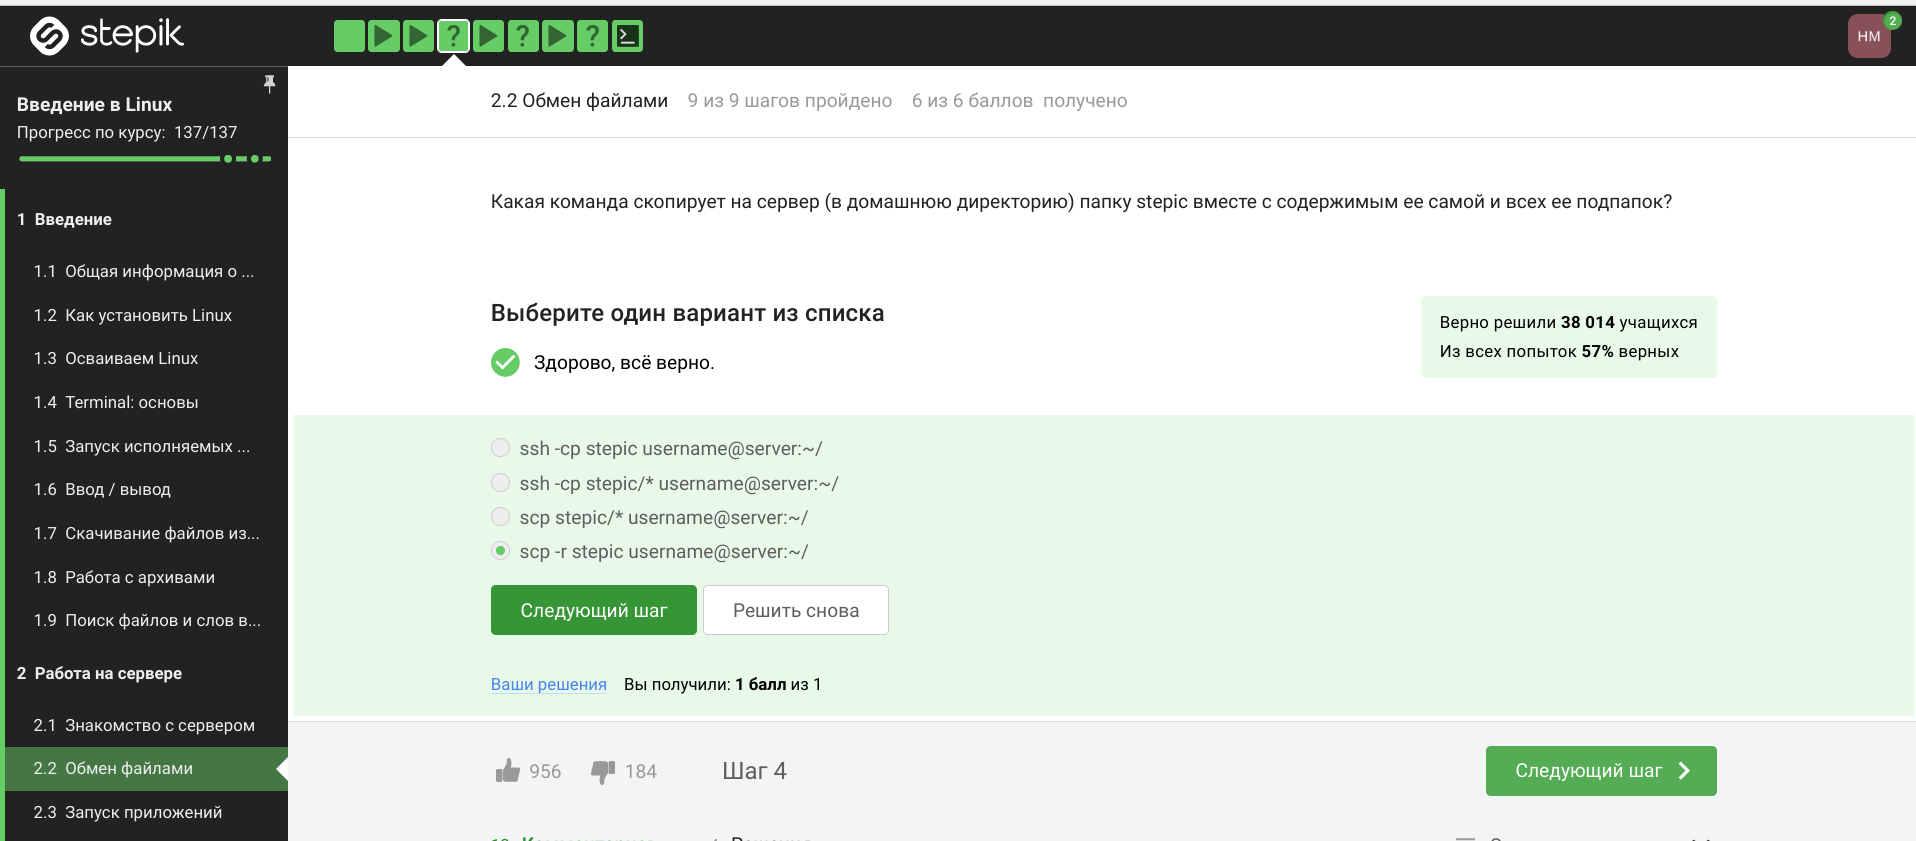 stepik
HM
2
Введение в Linux
Прогресс по курсу: 137/137
1 Введение
1.1 Общая информация о ...
1.2 Как установить Linux
1.3 Осваиваем Linux
1.4 Terminal: основы
1.5 Запуск исполняемых ...
1.6 Ввод / вывод
1.7 Скачивание файлов из...
1.8 Работа с архивами
1.9 Поиск файлов и слов в...
2 Работа на сервере
2.1 Знакомство с сервером
2.2 Обмен файлами
2.3 Запуск приложений
2.2 Обмен файлами 9 из 9 шагов пройдено 6 из 6 баллов получено
Какая команда скопирует на сервер (в домашнюю директорию) папку stepic вместе с содержимым ее самой и всех ее подпапок?
Выберите один вариант из списка
Здорово, всё верно.
Верно решили 38 014 учащихся
Из всех попыток 57% верных
ssh -cp stepic username@server:~/
ssh -cp stepic/* username@server:~/
scp stepic/* username@server:~/
scp -r stepic username@server:~/
Следующий шаг
Решить снова
Ваши решения Вы получили: 1 балл из 1
956 184 Шаг 4
Следующий шаг